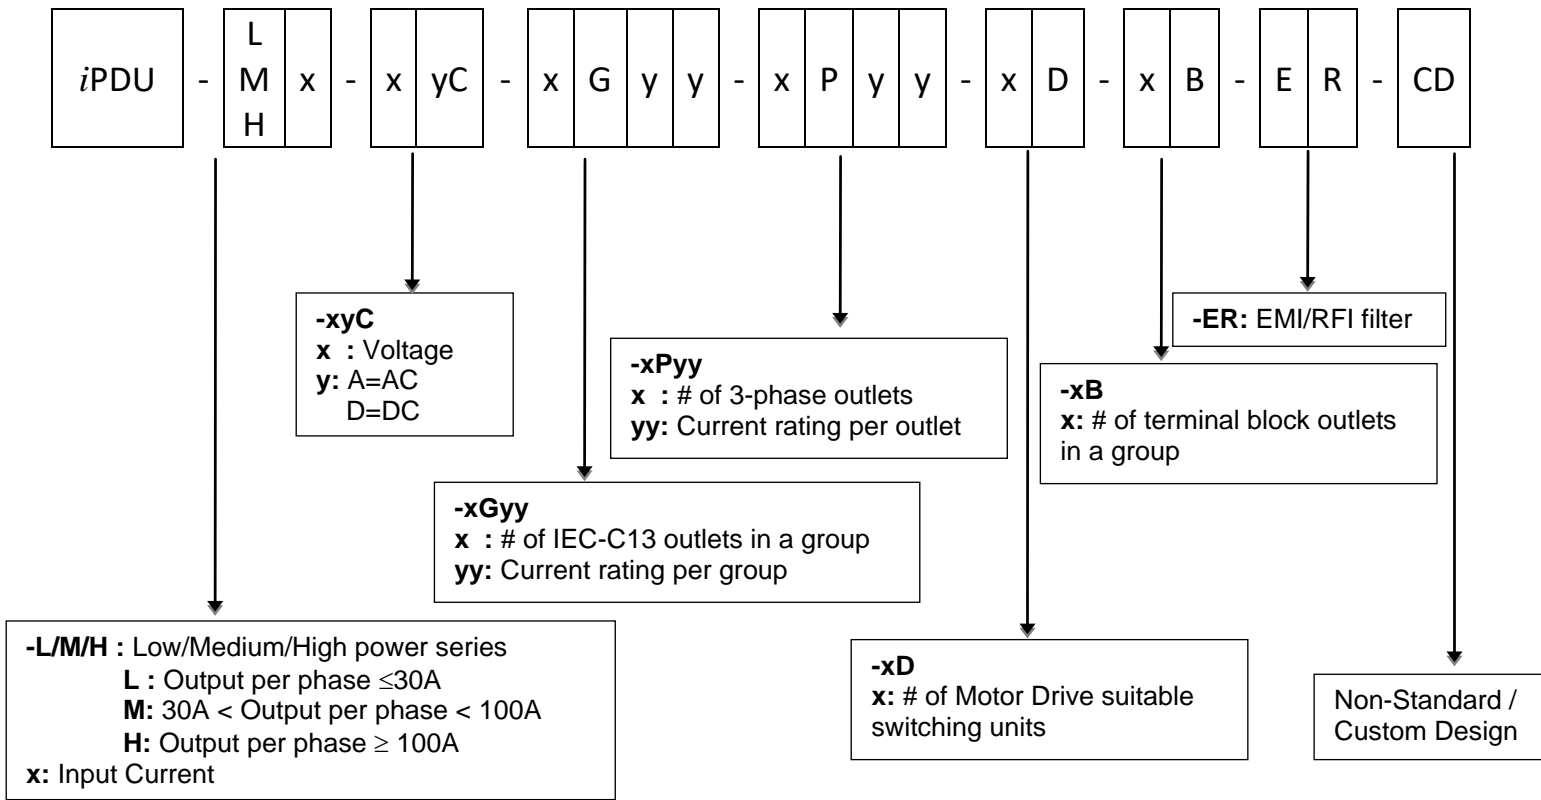 iPDU - L M H x - x yC - x G y y - x P y y - x D - x B - E R - CD
-xyC
x : Voltage
y: A=AC
D=DC
-xPyy
x : # of 3-phase outlets
yy: Current rating per outlet
-ER: EMI/RFI filter
-xB
x: # of terminal block outlets
in a group
-xGyy
x : # of IEC-C13 outlets in a group
yy: Current rating per group
-L/M/H : Low/Medium/High power series
L : Output per phase ≤30A
M: 30A < Output per phase < 100A
H: Output per phase ≥ 100A
x: Input Current
-xD
x: # of Motor Drive suitable
switching units
Non-Standard /
Custom Design